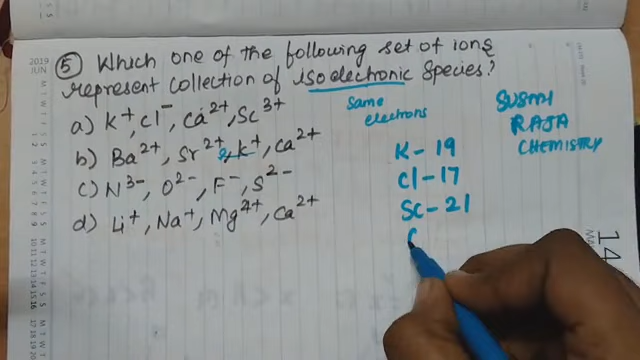 ⑤ Which one of the following set of ions
represent collection of isoelectronic species?
a) K⁺, Cl⁻, Ca²⁺, Sc³⁺
b) Ba²⁺, Sr²⁺, K⁺, Ca²⁺
c) N³⁻, O²⁻, F⁻, S²⁻
d) Li⁺, Na⁺, Mg²⁺, Ca²⁺
same
electrons
K - 19
Cl - 17
Sc - 21
SUSHI
RAJA
CHEMISTRY
2019
JUN
14